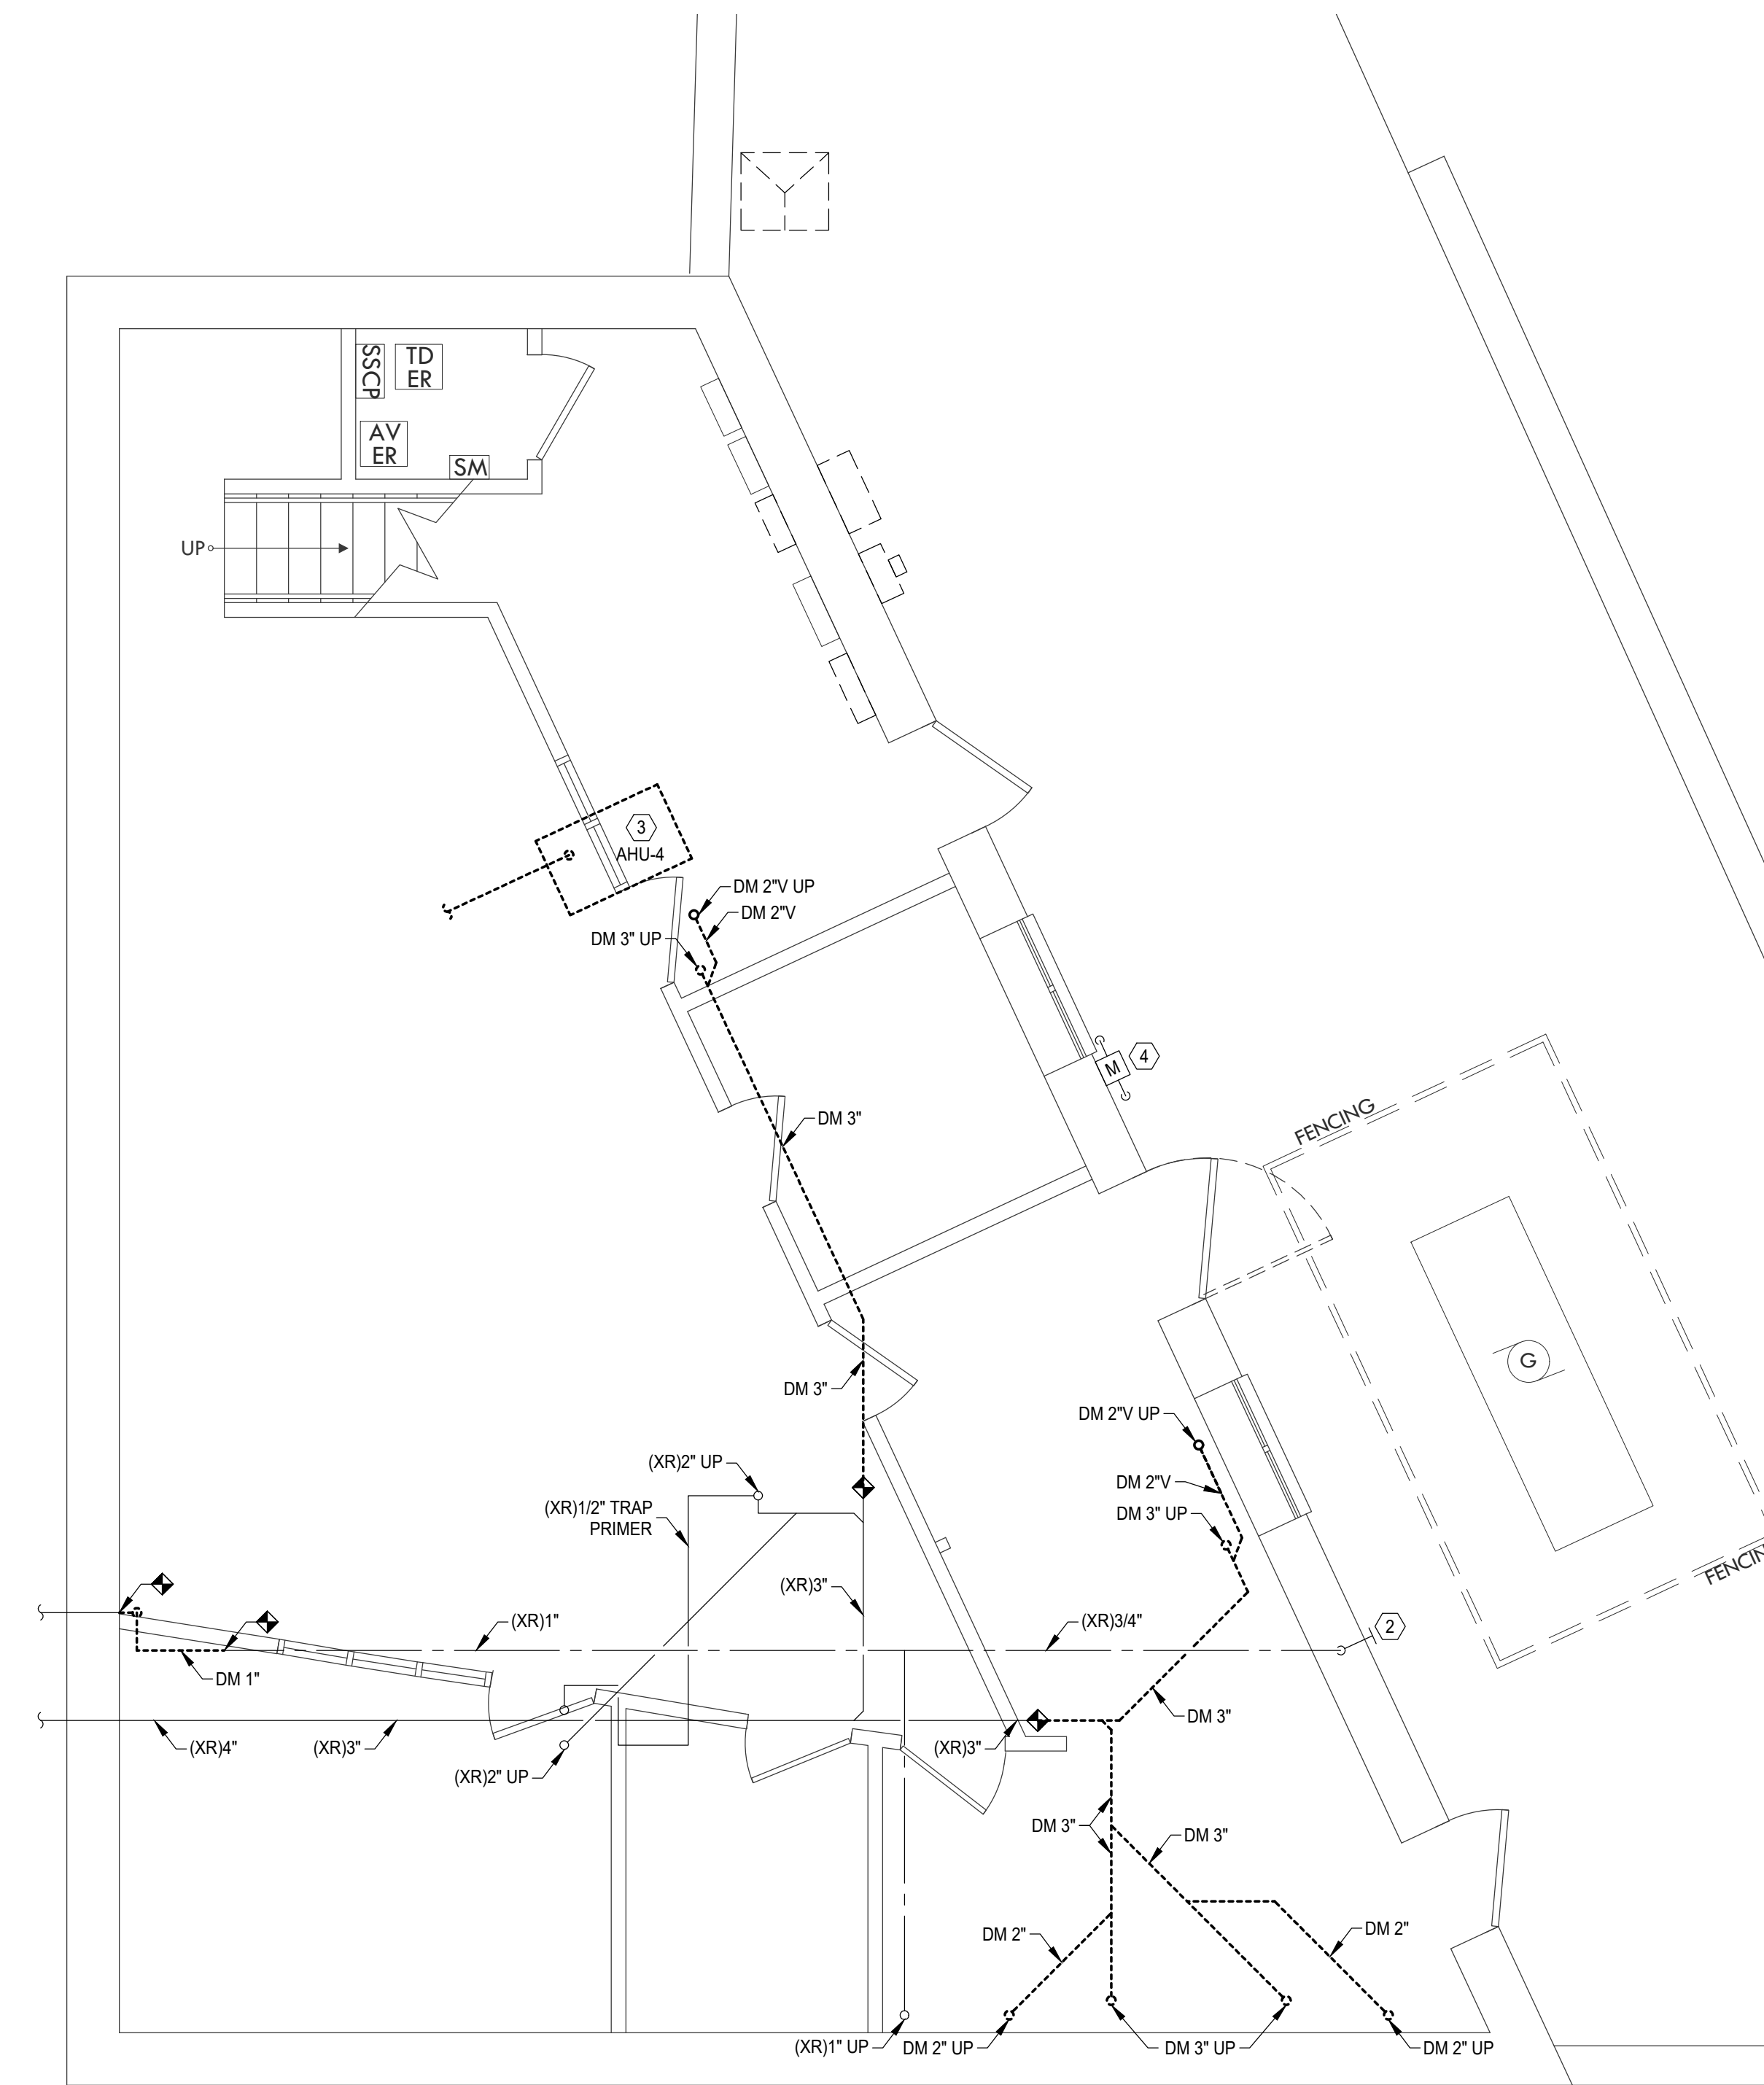 SSCP
TD
ER
AV
ER
SM
UP
3
AHU-4
DM 2"V UP
DM 2"V
DM 3" UP
M
4
FENCING
DM 3"
G
DM 3"
DM 2"V UP
(XR)2" UP
DM 2"V
(XR)1/2" TRAP
PRIMER
DM 3" UP
FENCIN
(XR)3"
(XR)1"
(XR)3/4"
2
DM 1"
DM 3"
(XR)4"
(XR)3"
(XR)3"
(XR)2" UP
DM 3"
DM 3"
DM 2"
DM 2"
(XR)1" UP
DM 2" UP
DM 3" UP
DM 2" UP